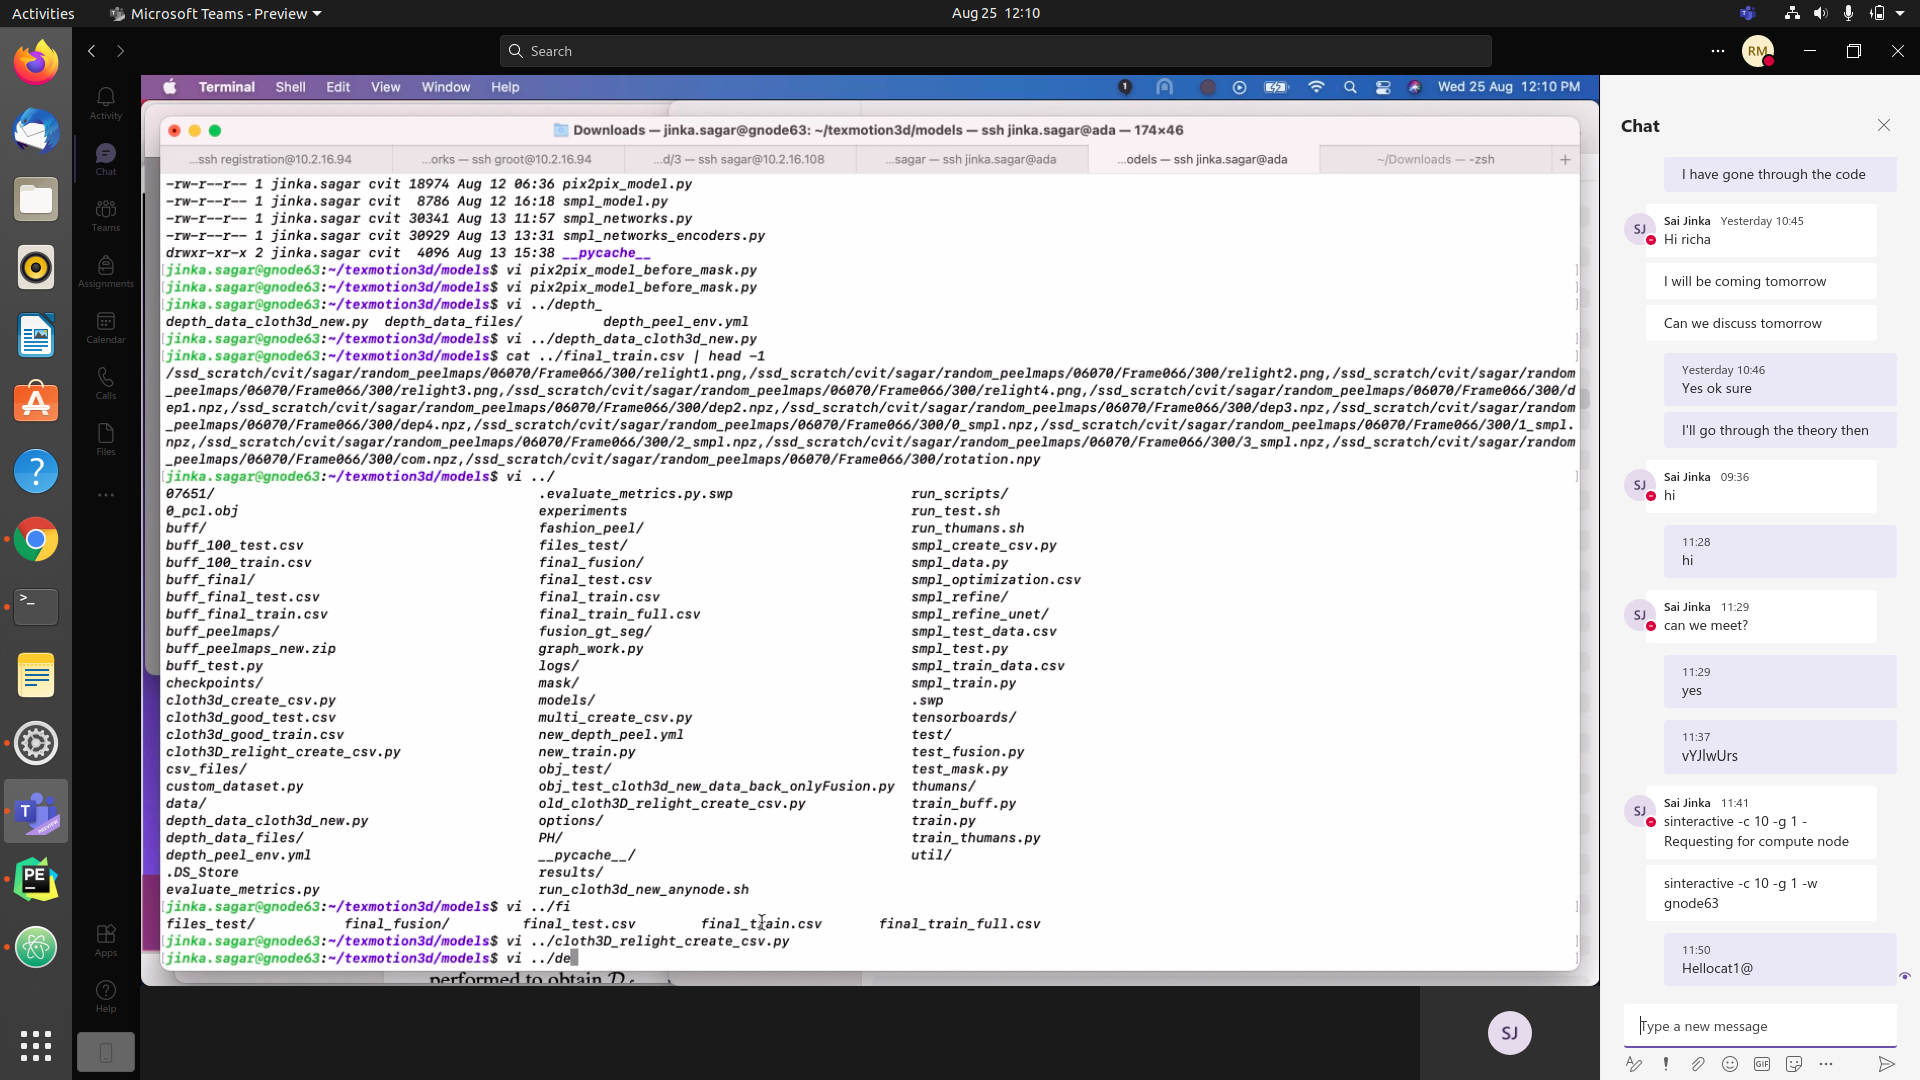 Activities
Microsoft Teams - Preview
Aug 25 12:10
Search
RM
Activity
Chat
Teams
Assignments
Calendar
Calls
Files
Apps
Help
Terminal Shell Edit View Window Help
Wed 25 Aug 12:10 PM
Downloads — jinka.sagar@gnode63: ~/texmotion3d/models — ssh jinka.sagar@ada — 174×46
...ssh registration@10.2.16.94 ...orks — ssh groot@10.2.16.94 ...d/3 — ssh sagar@10.2.16.108 ...sagar — ssh jinka.sagar@ada ...odels — ssh jinka.sagar@ada ~/Downloads — -zsh
-rw-r--r-- 1 jinka.sagar cvit 18974 Aug 12 06:36 pix2pix_model.py
-rw-r--r-- 1 jinka.sagar cvit 8786 Aug 12 16:18 smpl_model.py
-rw-r--r-- 1 jinka.sagar cvit 30341 Aug 13 11:57 smpl_networks.py
-rw-r--r-- 1 jinka.sagar cvit 30929 Aug 13 13:31 smpl_networks_encoders.py
drwxr-xr-x 2 jinka.sagar cvit 4096 Aug 13 15:38 __pycache__
[jinka.sagar@gnode63:~/texmotion3d/models$ vi pix2pix_model_before_mask.py ]
[jinka.sagar@gnode63:~/texmotion3d/models$ vi pix2pix_model_before_mask.py ]
[jinka.sagar@gnode63:~/texmotion3d/models$ vi ../depth_ ]
depth_data_cloth3d_new.py depth_data_files/ depth_peel_env.yml
[jinka.sagar@gnode63:~/texmotion3d/models$ vi ../depth_data_cloth3d_new.py ]
[jinka.sagar@gnode63:~/texmotion3d/models$ cat ../final_train.csv | head -1 ]
/ssd_scratch/cvit/sagar/random_peelmaps/06070/Frame066/300/relight1.png,/ssd_scratch/cvit/sagar/random_peelmaps/06070/Frame066/300/relight2.png,/ssd_scratch/cvit/sagar/random
_peelmaps/06070/Frame066/300/relight3.png,/ssd_scratch/cvit/sagar/random_peelmaps/06070/Frame066/300/relight4.png,/ssd_scratch/cvit/sagar/random_peelmaps/06070/Frame066/300/d
ep1.npz,/ssd_scratch/cvit/sagar/random_peelmaps/06070/Frame066/300/dep2.npz,/ssd_scratch/cvit/sagar/random_peelmaps/06070/Frame066/300/dep3.npz,/ssd_scratch/cvit/sagar/random
_peelmaps/06070/Frame066/300/dep4.npz,/ssd_scratch/cvit/sagar/random_peelmaps/06070/Frame066/300/0_smpl.npz,/ssd_scratch/cvit/sagar/random_peelmaps/06070/Frame066/300/1_smpl.
npz,/ssd_scratch/cvit/sagar/random_peelmaps/06070/Frame066/300/2_smpl.npz,/ssd_scratch/cvit/sagar/random_peelmaps/06070/Frame066/300/3_smpl.npz,/ssd_scratch/cvit/sagar/random
_peelmaps/06070/Frame066/300/com.npz,/ssd_scratch/cvit/sagar/random_peelmaps/06070/Frame066/300/rotation.npy
[jinka.sagar@gnode63:~/texmotion3d/models$ vi ../ ]
07651/ .evaluate_metrics.py.swp run_scripts/
0_pcl.obj experiments run_test.sh
buff/ fashion_peel/ run_thumans.sh
buff_100_test.csv files_test/ smpl_create_csv.py
buff_100_train.csv final_fusion/ smpl_data.py
buff_final/ final_test.csv smpl_optimization.csv
buff_final_test.csv final_train.csv smpl_refine/
buff_final_train.csv final_train_full.csv smpl_refine_unet/
buff_peelmaps/ fusion_gt_seg/ smpl_test_data.csv
buff_peelmaps_new.zip graph_work.py smpl_test.py
buff_test.py logs/ smpl_train_data.csv
checkpoints/ mask/ smpl_train.py
cloth3d_create_csv.py models/ .swp
cloth3d_good_test.csv multi_create_csv.py tensorboards/
cloth3d_good_train.csv new_depth_peel.yml test/
cloth3D_relight_create_csv.py new_train.py test_fusion.py
csv_files/ obj_test/ test_mask.py
custom_dataset.py obj_test_cloth3d_new_data_back_onlyFusion.py thumans/
data/ old_cloth3D_relight_create_csv.py train_buff.py
depth_data_cloth3d_new.py options/ train.py
depth_data_files/ PH/ train_thumans.py
depth_peel_env.yml __pycache__/ util/
.DS_Store results/
evaluate_metrics.py run_cloth3d_new_anynode.sh
[jinka.sagar@gnode63:~/texmotion3d/models$ vi ../fi ]
files_test/ final_fusion/ final_test.csv final_train.csv final_train_full.csv
[jinka.sagar@gnode63:~/texmotion3d/models$ vi ../cloth3D_relight_create_csv.py ]
[jinka.sagar@gnode63:~/texmotion3d/models$ vi ../de ]
performed to obtain
SJ
Chat
I have gone through the code
SJ
Sai Jinka Yesterday 10:45
Hi richa
I will be coming tomorrow
Can we discuss tomorrow
Yesterday 10:46
Yes ok sure
I'll go through the theory then
SJ
Sai Jinka 09:36
hi
11:28
hi
SJ
Sai Jinka 11:29
can we meet?
11:29
yes
11:37
vYJlwUrs
SJ
Sai Jinka 11:41
sinteractive -c 10 -g 1 -
Requesting for compute node
sinteractive -c 10 -g 1 -w
gnode63
11:50
Hellocat1@
Type a new message
GIF